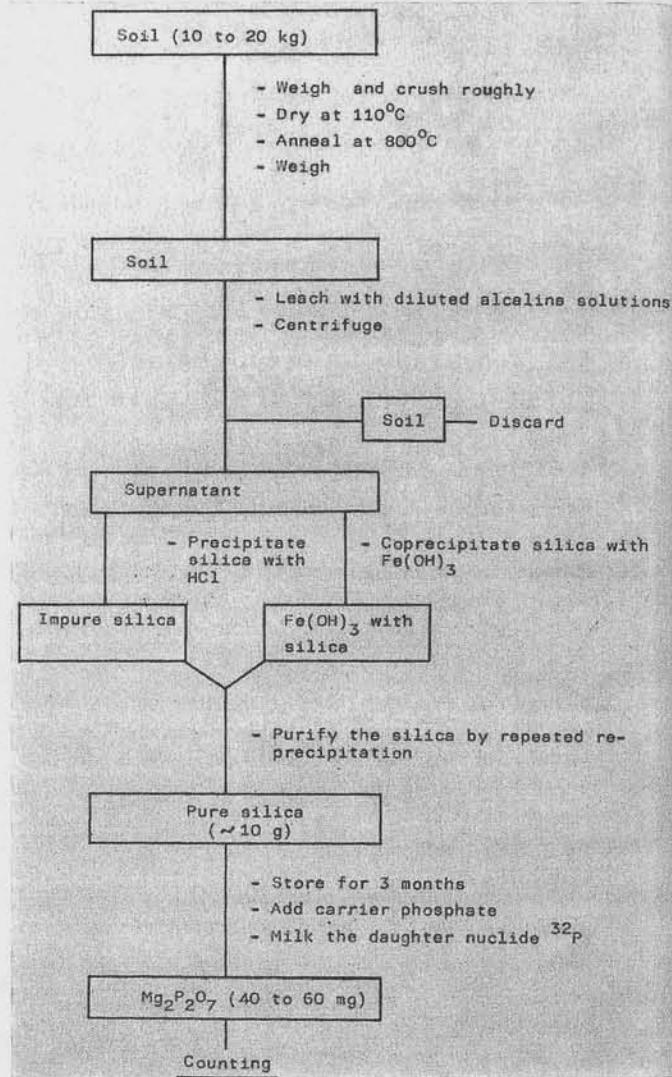 Soil (10 to 20 kg)
- Weigh and crush roughly
- Dry at 110°C
- Anneal at 800°C
- Weigh
Soil
- Leach with diluted alcaline solutions
- Centrifuge
Soil
Discard
Supernatant
- Precipitate
silica with
HCl
- Coprecipitate silica with
Fe(OH)3
Impure silica
Fe(OH)3 with
silica
- Purify the silica by repeated re-
precipitation
Pure silica
(~10 g)
- Store for 3 months
- Add carrier phosphate
- Milk the daughter nuclide 32P
Mg2P2O7 (40 to 60 mg)
Counting